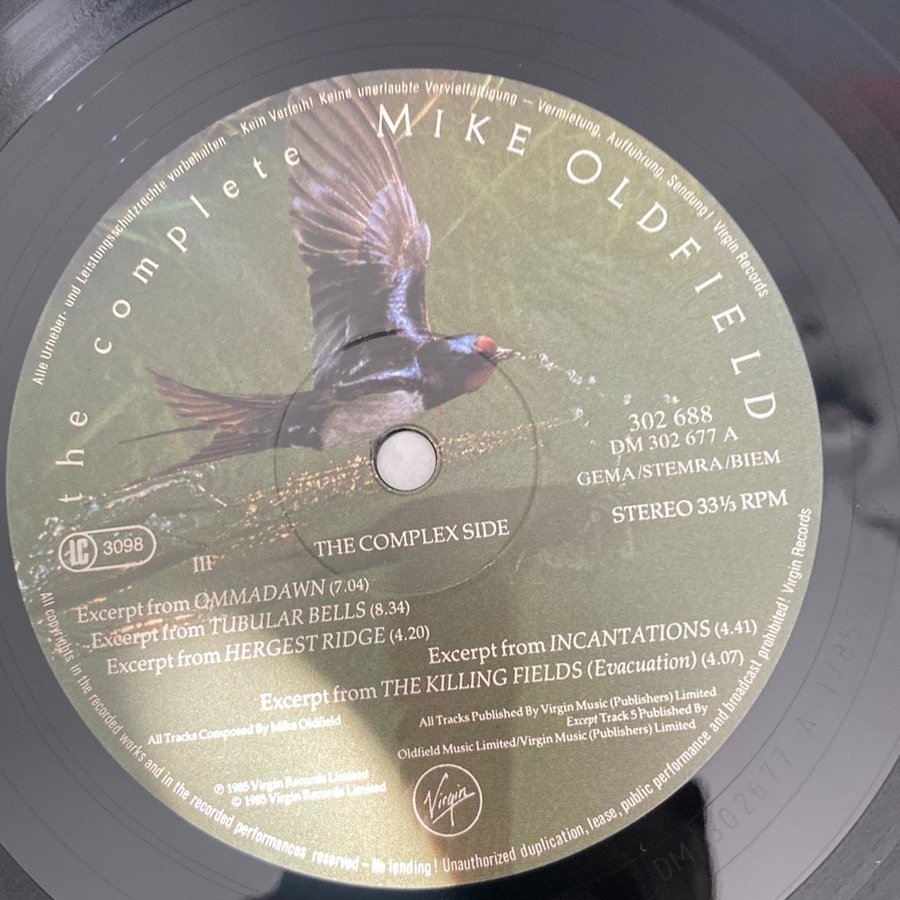 Alle Urheber- und Leistungsschutzrechte vorbehalten – Kein Verleih! Keine unerlaubte Vervielfältigung – Vermietung, Aufführung, Sendung! Virgin Records
the complete MIKE OLDFIELD
302 688
DM 302 677 A
GEMA/STEMRA/BIEM
STEREO 33⅓ RPM
LC 3098
THE COMPLEX SIDE
III
Excerpt from OMMADAWN (7.04)
Excerpt from TUBULAR BELLS (8.34)
Excerpt from HERGEST RIDGE (4.20)
Excerpt from INCANTATIONS (4.41)
Excerpt from THE KILLING FIELDS (Evacuation) (4.07)
All Tracks Composed By Mike Oldfield
All Tracks Published By Virgin Music (Publishers) Limited
Except Track 5 Published By
Oldfield Music Limited/Virgin Music (Publishers) Limited
℗ 1985 Virgin Records Limited
© 1985 Virgin Records Limited
Virgin
All copyrights in the recorded works and in the recorded performances reserved – No lending! Unauthorized duplication, lease, public performance and broadcast prohibited! Virgin Records
DM 302677 A